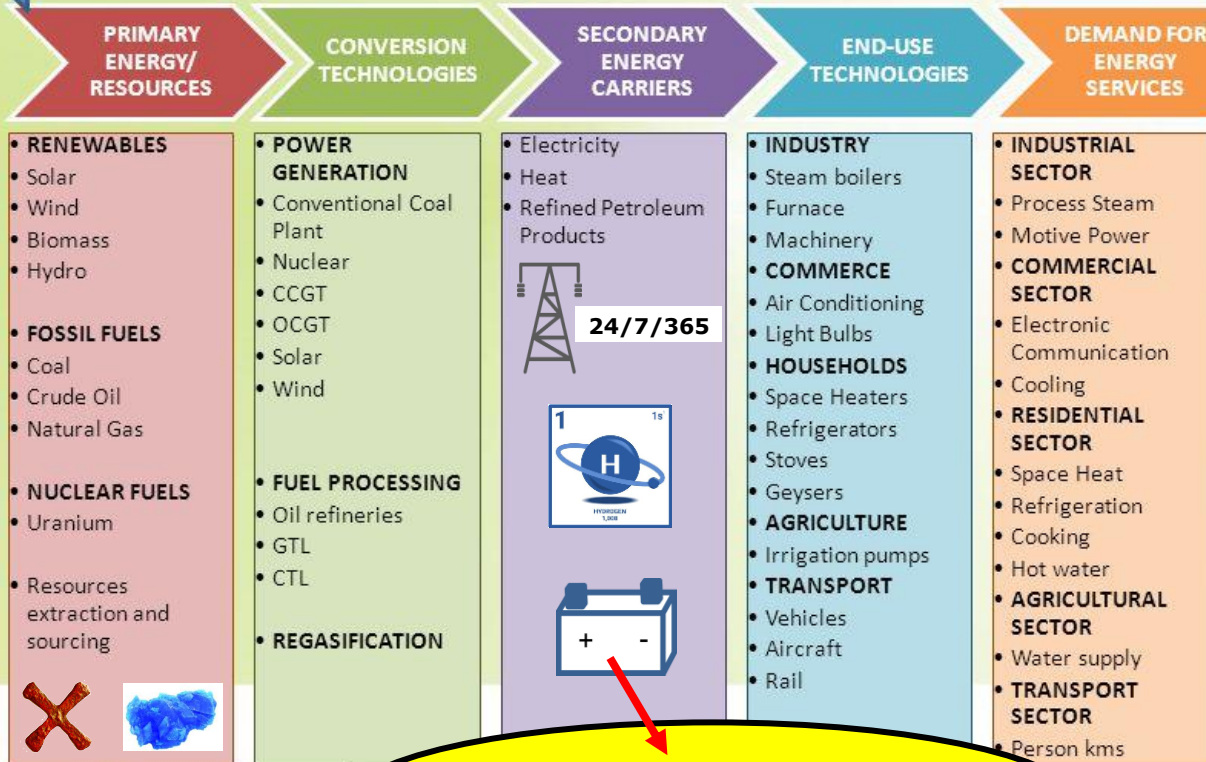 PRIMARY
ENERGY/
RESOURCES
CONVERSION
TECHNOLOGIES
SECONDARY
ENERGY
CARRIERS
END-USE
TECHNOLOGIES
DEMAND FOR
ENERGY
SERVICES
• RENEWABLES
• Solar
• Wind
• Biomass
• Hydro
• FOSSIL FUELS
• Coal
• Crude Oil
• Natural Gas
• NUCLEAR FUELS
• Uranium
• Resources
extraction and
sourcing
• POWER
GENERATION
• Conventional Coal
Plant
• Nuclear
• CCGT
• OCGT
• Solar
• Wind
• FUEL PROCESSING
• Oil refineries
• GTL
• CTL
• REGASIFICATION
• Electricity
• Heat
• Refined Petroleum
Products
24/7/365
1 1s
H
HYDROGEN
1,008
+ -
• INDUSTRY
• Steam boilers
• Furnace
• Machinery
• COMMERCE
• Air Conditioning
• Light Bulbs
• HOUSEHOLDS
• Space Heaters
• Refrigerators
• Stoves
• Geysers
• AGRICULTURE
• Irrigation pumps
• TRANSPORT
• Vehicles
• Aircraft
• Rail
• INDUSTRIAL
SECTOR
• Process Steam
• Motive Power
• COMMERCIAL
SECTOR
• Electronic
Communication
• Cooling
• RESIDENTIAL
SECTOR
• Space Heat
• Refrigeration
• Cooking
• Hot water
• AGRICULTURAL
SECTOR
• Water supply
• TRANSPORT
SECTOR
• Person kms